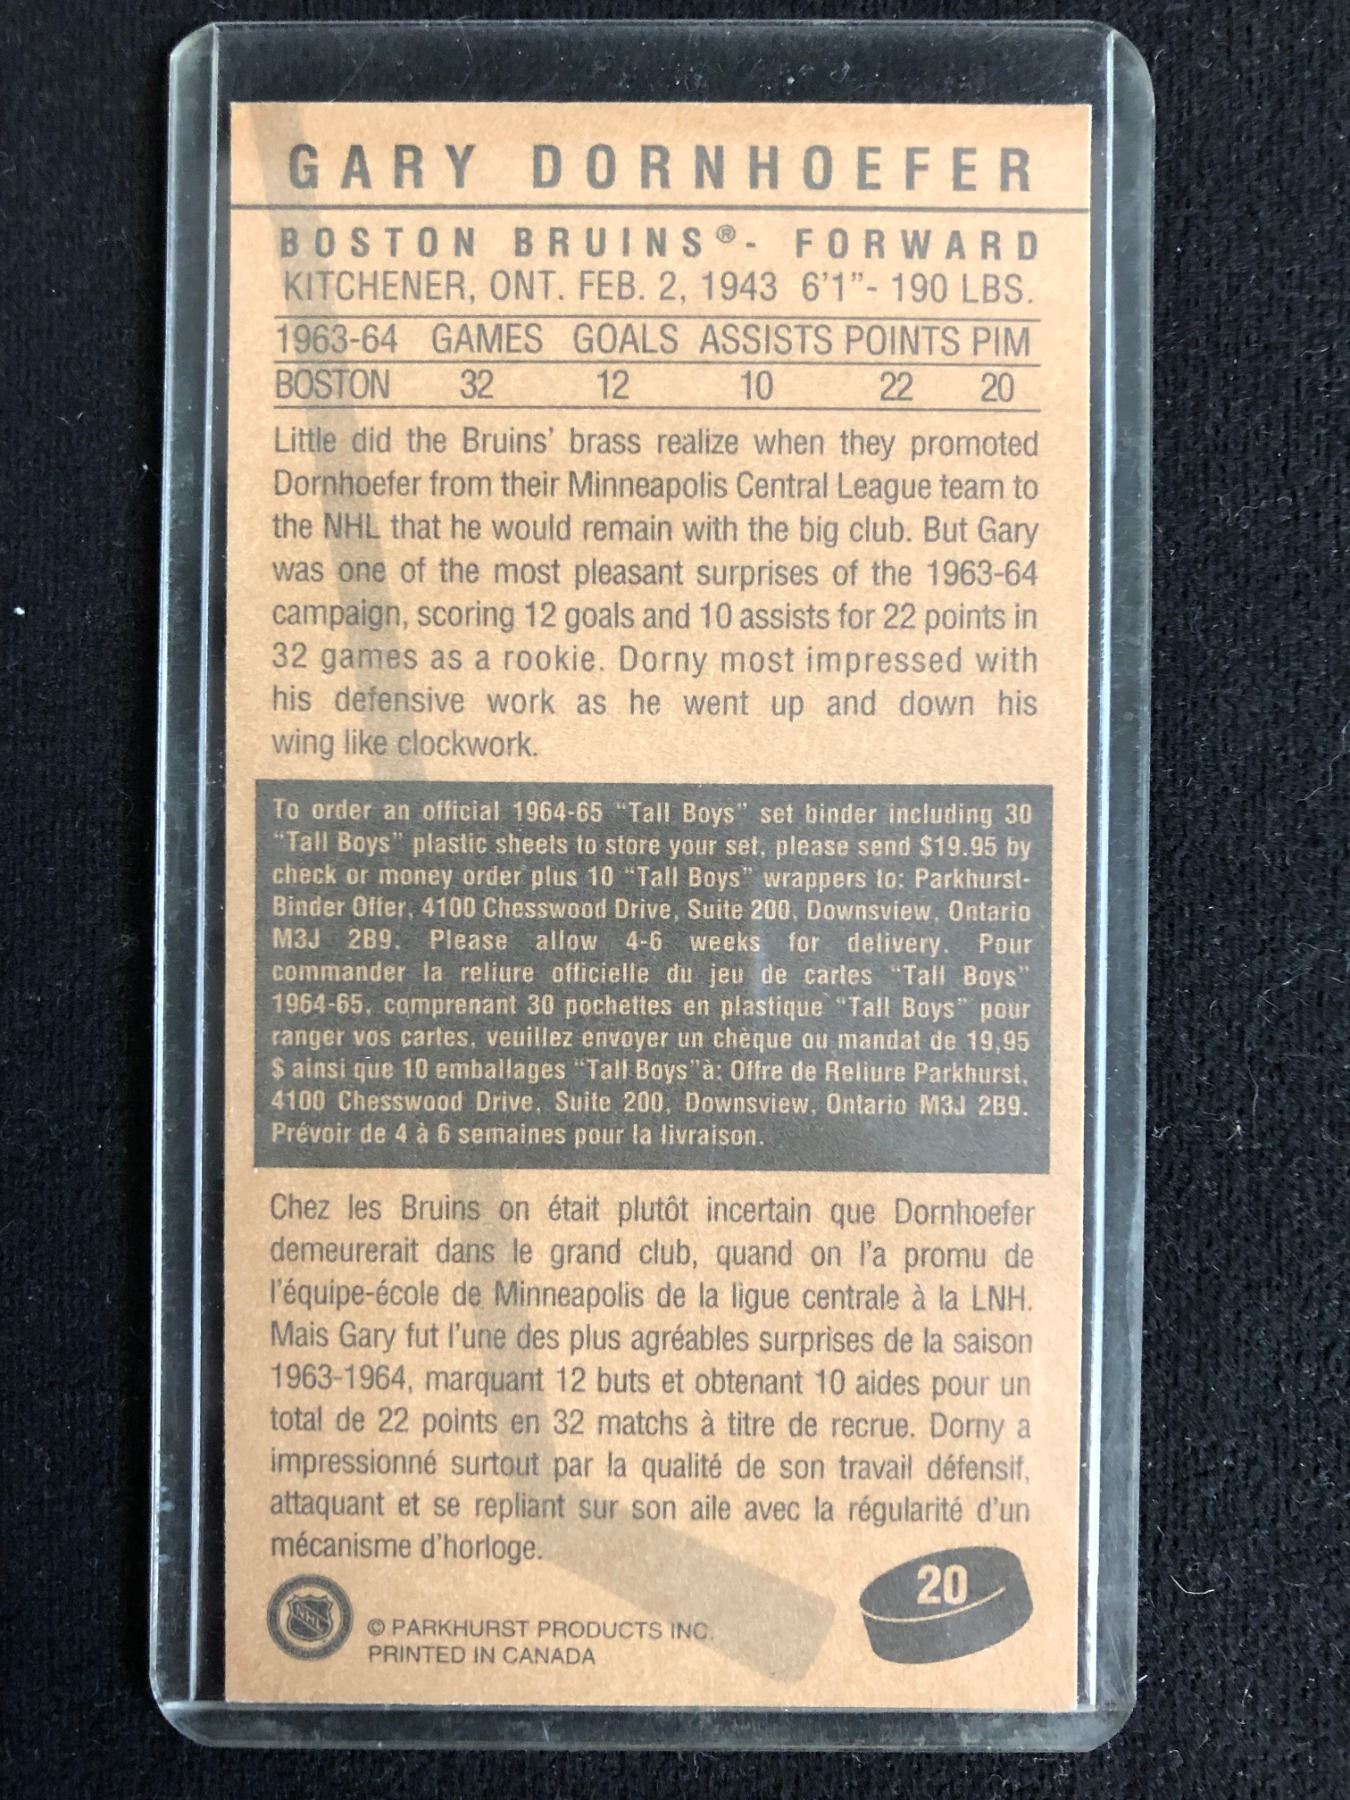 GARY DORNHOEFER
BOSTON BRUINS®- FORWARD
KITCHENER, ONT. FEB. 2, 1943 6'1"- 190 LBS.
1963-64 GAMES GOALS ASSISTS POINTS PIM
BOSTON 32 12 10 22 20
Little did the Bruins' brass realize when they promoted
Dornhoefer from their Minneapolis Central League team to
the NHL that he would remain with the big club. But Gary
was one of the most pleasant surprises of the 1963-64
campaign, scoring 12 goals and 10 assists for 22 points in
32 games as a rookie. Dorny most impressed with
his defensive work as he went up and down his
wing like clockwork.
To order an official 1964-65 "Tall Boys" set binder including 30
"Tall Boys" plastic sheets to store your set, please send $19.95 by
check or money order plus 10 "Tall Boys" wrappers to: Parkhurst-
Binder Offer, 4100 Chesswood Drive, Suite 200, Downsview, Ontario
M3J 2B9. Please allow 4-6 weeks for delivery. Pour
commander la reliure officielle du jeu de cartes "Tall Boys"
1964-65, comprenant 30 pochettes en plastique "Tall Boys" pour
ranger vos cartes, veuillez envoyer un chèque ou mandat de 19,95
$ ainsi que 10 emballages "Tall Boys"à: Offre de Reliure Parkhurst,
4100 Chesswood Drive, Suite 200, Downsview, Ontario M3J 2B9.
Prévoir de 4 à 6 semaines pour la livraison.
Chez les Bruins on était plutôt incertain que Dornhoefer
demeurerait dans le grand club, quand on l'a promu de
l'équipe-école de Minneapolis de la ligue centrale à la LNH.
Mais Gary fut l'une des plus agréables surprises de la saison
1963-1964, marquant 12 buts et obtenant 10 aides pour un
total de 22 points en 32 matchs à titre de recrue. Dorny a
impressionné surtout par la qualité de son travail défensif,
attaquant et se repliant sur son aile avec la régularité d'un
mécanisme d'horloge.
20
NHL
© PARKHURST PRODUCTS INC.
PRINTED IN CANADA